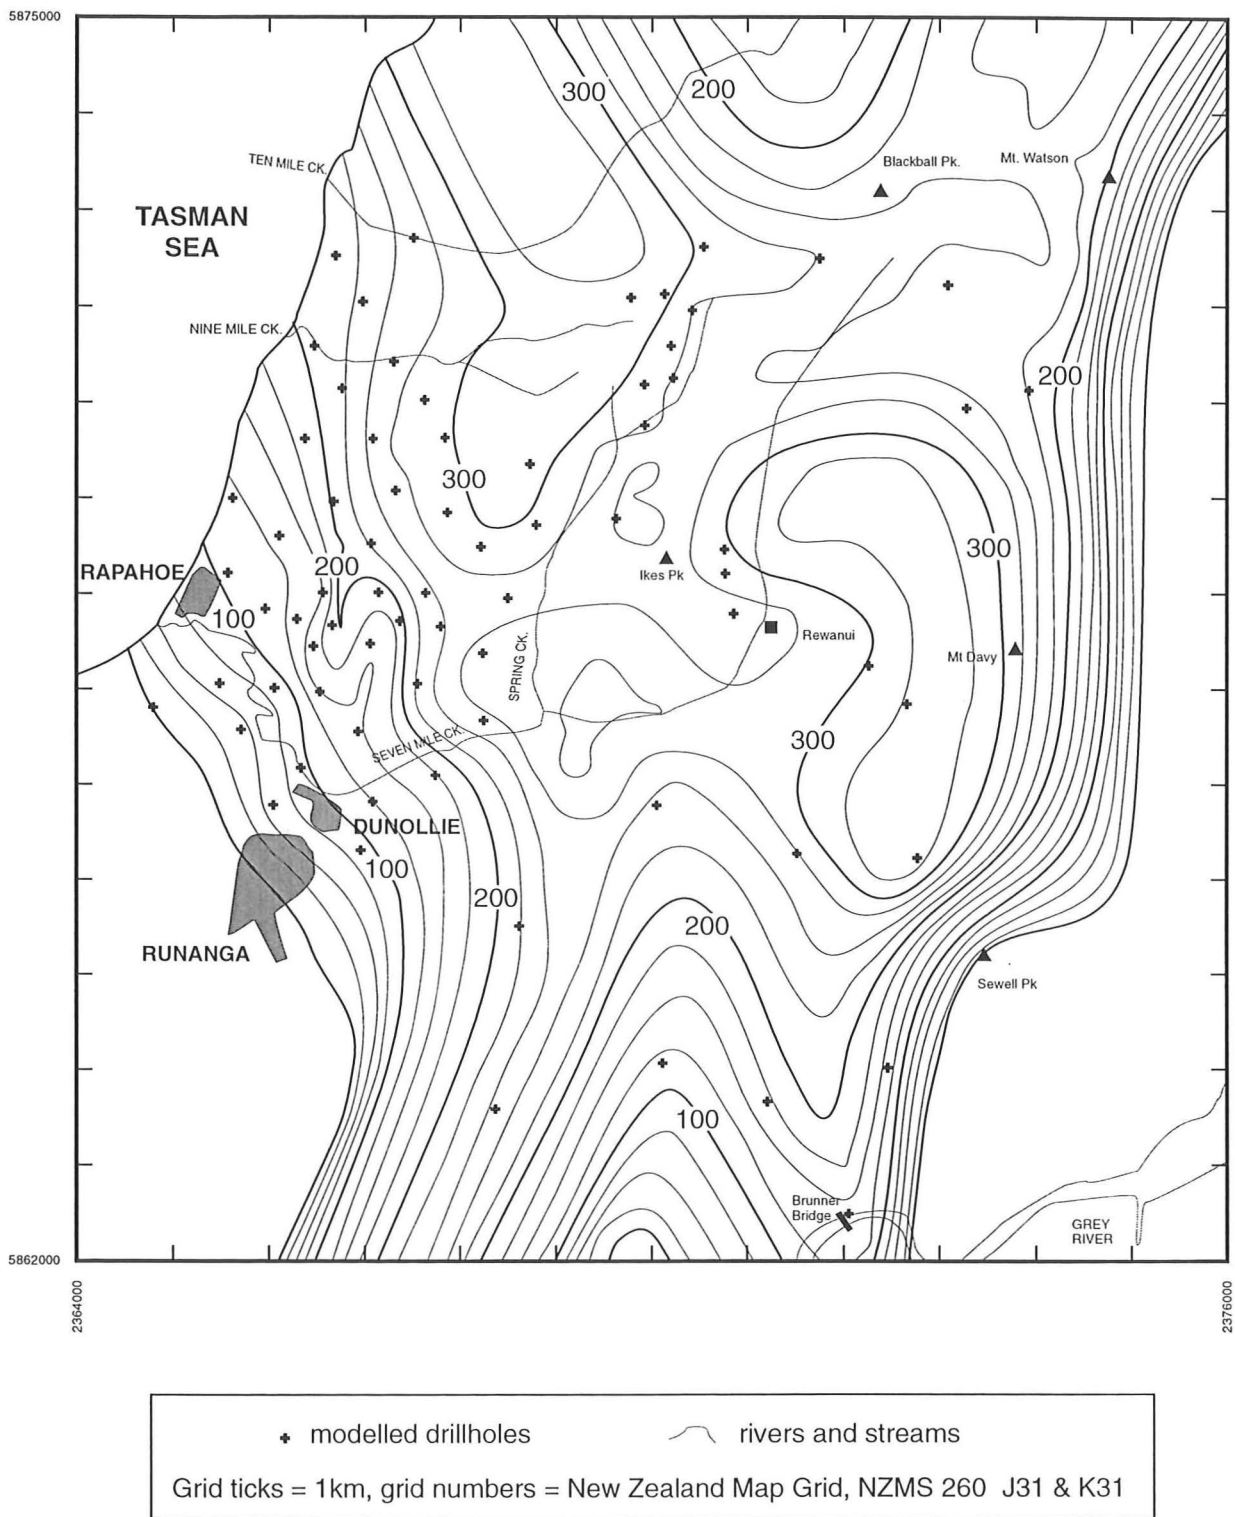 5875000
300
200
TEN MILE CK.
Blackball Pk.
Mt. Watson
TASMAN
SEA
NINE MILE CK.
200
300
300
RAPAHOE
200
Ikes Pk
100
Rewanui
SPRING CK.
Mt Davy
300
SEVEN MILE CK.
DUNOLLIE
100
200
200
RUNANGA
Sewell Pk
100
Brunner
Bridge
GREY
RIVER
5862000
2364000
2376000
modelled drillholes
rivers and streams
Grid ticks = 1km, grid numbers = New Zealand Map Grid, NZMS 260 J31 & K31